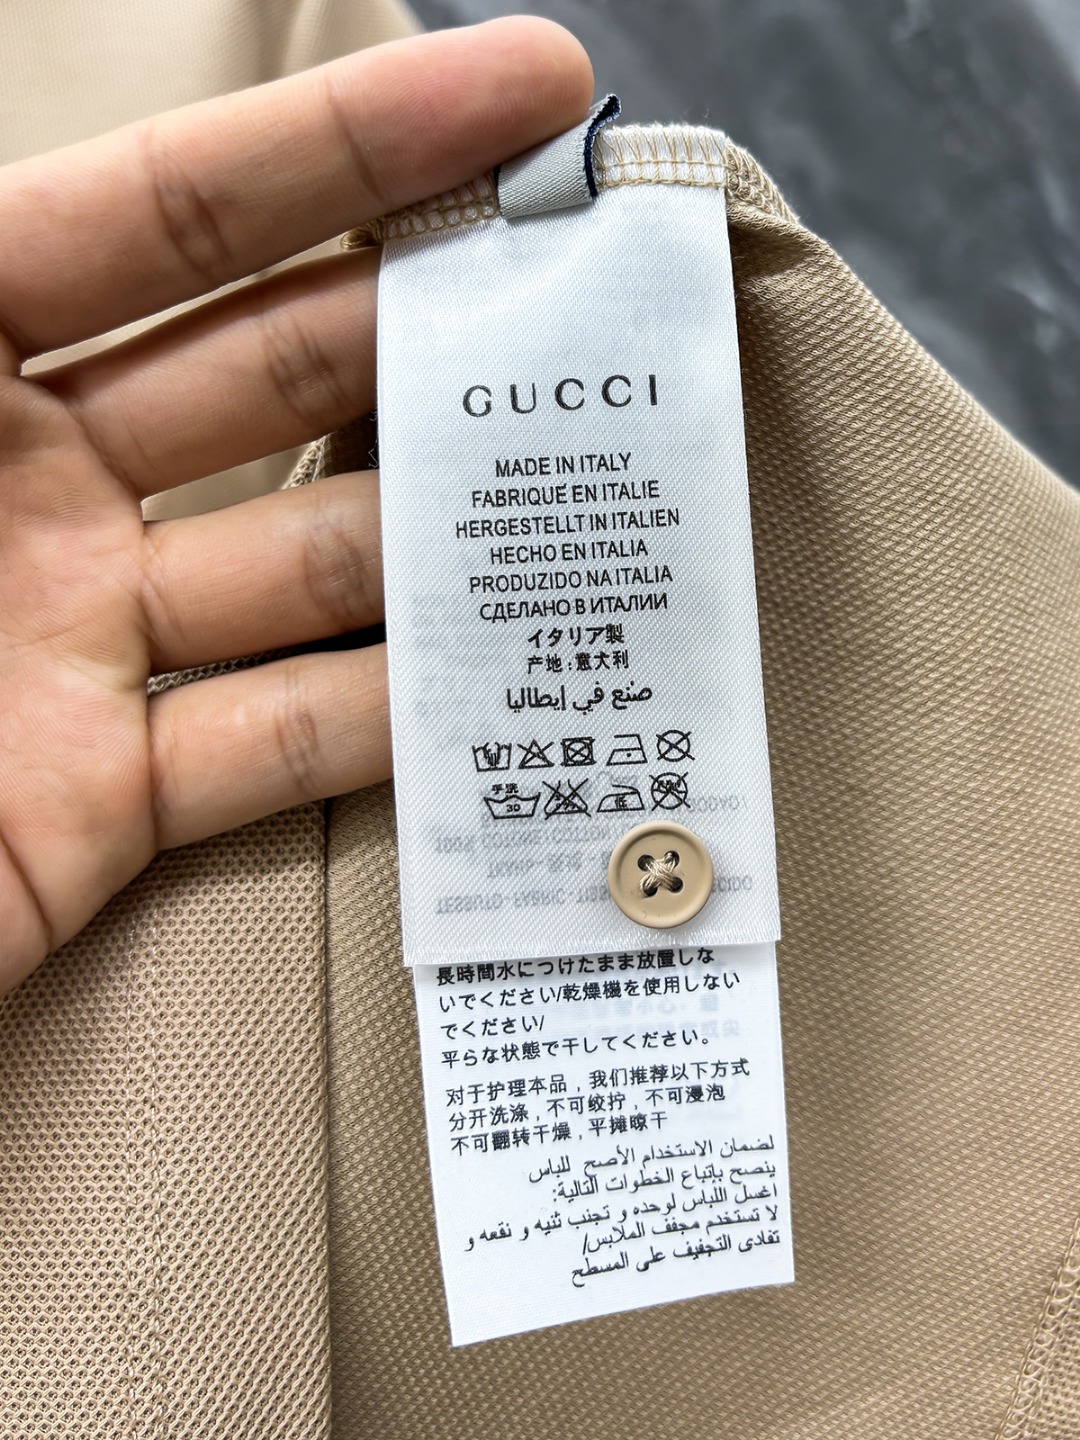 GUCCI
MADE IN ITALY
FABRIQUÉ EN ITALIE
HERGESTELLT IN ITALIEN
HECHO EN ITALIA
PRODUZIDO NA ITALIA
СДЕЛАНО В ИТАЛИИ
イタリア製
产地:意大利
صنع في إيطاليا
手洗
30
低
長時間水につけたまま放置しな
いでください/乾燥機を使用しない
でください/
平らな状態で干してください。
对于护理本品，我们推荐以下方式
分开洗涤，不可绞拧，不可漫泡
不可翻转干燥，平摊晾干
لضمان الاستخدام الأصح للباس
ينصح بإتباع الخطوات التالية:
اغسل اللباس لوحده و تجنب ثنيه و نقعه و
لا تستخدم مجفف الملابس/
تفادى التجفيف على المسطح